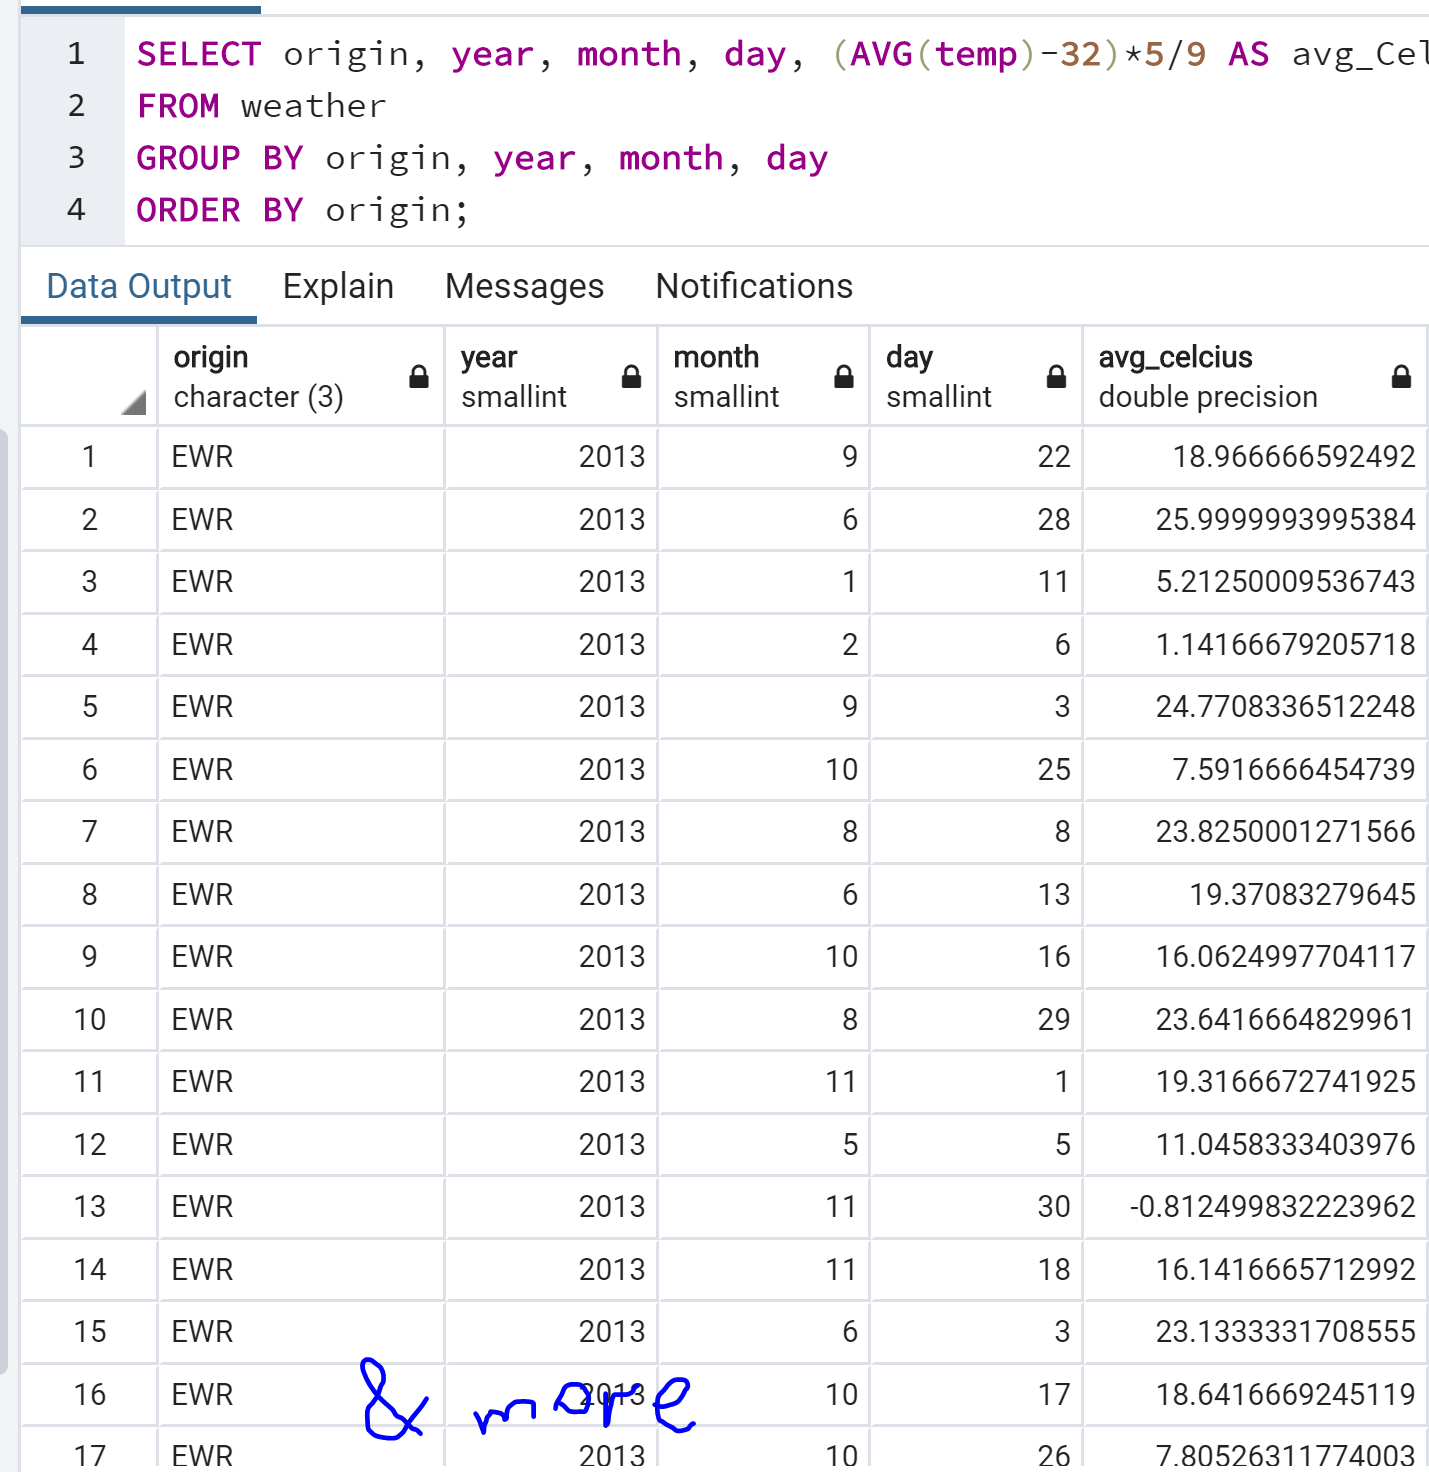 1 SELECT origin, year, month, day, (AVG(temp)-32)*5/9 AS avg_Cel
2 FROM weather
3 GROUP BY origin, year, month, day
4 ORDER BY origin;
Data Output Explain Messages Notifications
origin year month day avg_celcius
character (3) smallint smallint smallint double precision
1 EWR 2013 9 22 18.966666592492
2 EWR 2013 6 28 25.9999993995384
3 EWR 2013 1 11 5.21250009536743
4 EWR 2013 2 6 1.14166679205718
5 EWR 2013 9 3 24.7708336512248
6 EWR 2013 10 25 7.5916666454739
7 EWR 2013 8 8 23.8250001271566
8 EWR 2013 6 13 19.37083279645
9 EWR 2013 10 16 16.0624997704117
10 EWR 2013 8 29 23.6416664829961
11 EWR 2013 11 1 19.3166672741925
12 EWR 2013 5 5 11.0458333403976
13 EWR 2013 11 30 -0.812499832223962
14 EWR 2013 11 18 16.1416665712992
15 EWR 2013 6 3 23.1333331708555
16 EWR 2013 10 17 18.6416669245119
& more
17 EWR 2013 10 26 7.80526311774003